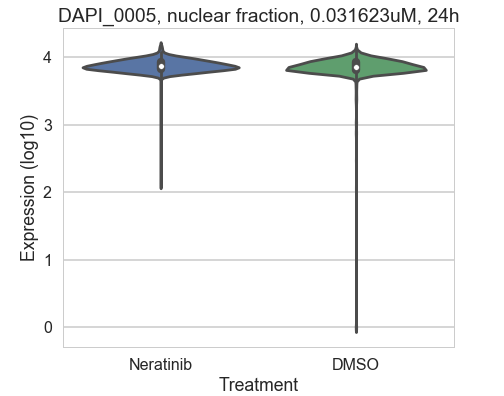 DAPI_0005, nuclear fraction, 0.031623uM, 24h
4
3
2
1
0
Expression (log10)
Neratinib DMSO
Treatment